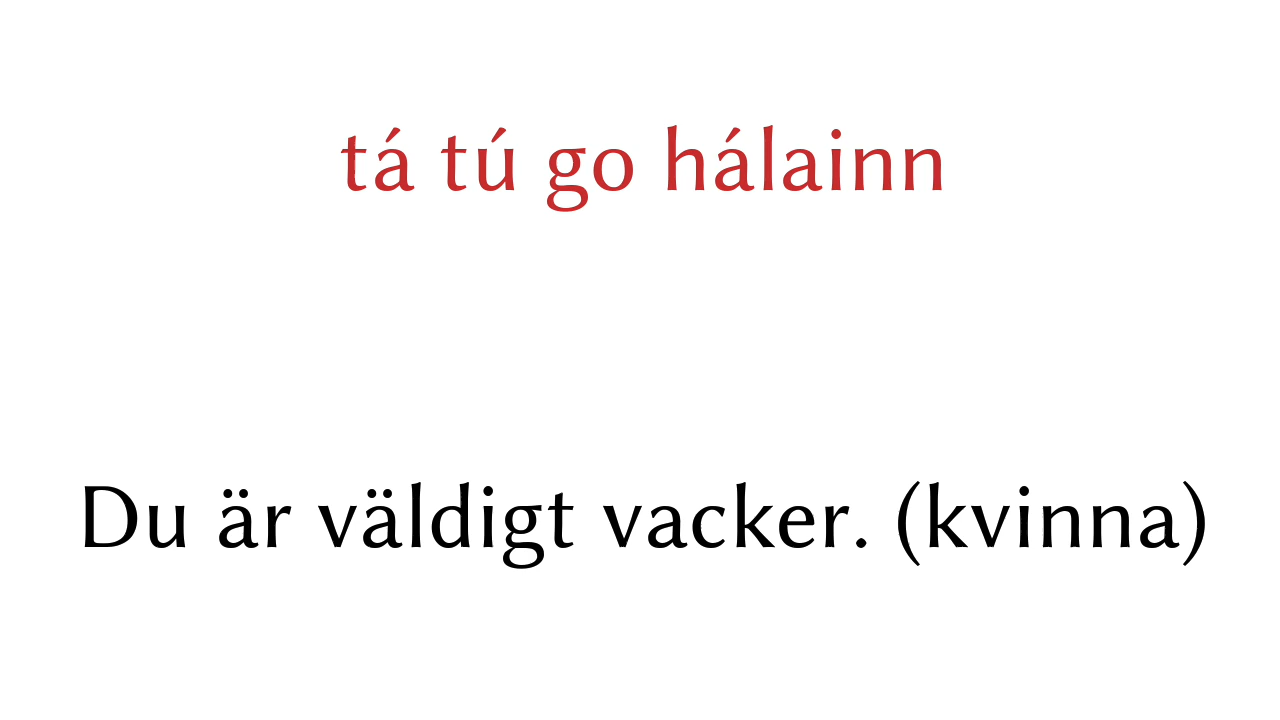 tá tú go hálainn
Du är väldigt vacker. (kvinna)